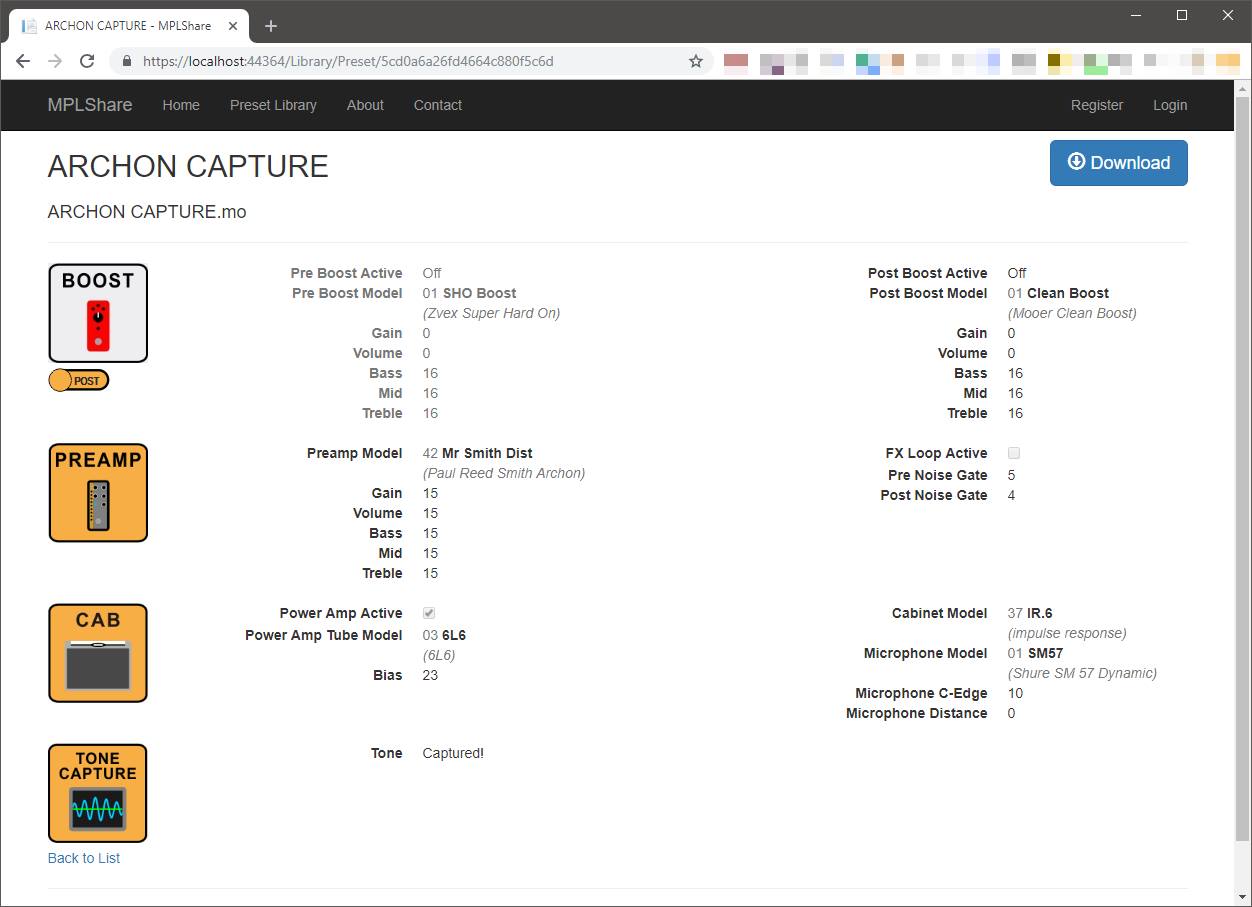 ARCHON CAPTURE - MPLShare
https://localhost:44364/Library/Preset/5cd0a6a26fd4664c880f5c6d
MPLShare Home Preset Library About Contact Register Login
ARCHON CAPTURE
Download
ARCHON CAPTURE.mo
BOOST
POST
Pre Boost Active Off
Pre Boost Model 01 SHO Boost
(Zvex Super Hard On)
Gain 0
Volume 0
Bass 16
Mid 16
Treble 16
Post Boost Active Off
Post Boost Model 01 Clean Boost
(Mooer Clean Boost)
Gain 0
Volume 0
Bass 16
Mid 16
Treble 16
PREAMP
Preamp Model 42 Mr Smith Dist
(Paul Reed Smith Archon)
Gain 15
Volume 15
Bass 15
Mid 15
Treble 15
FX Loop Active
Pre Noise Gate 5
Post Noise Gate 4
CAB
Power Amp Active
Power Amp Tube Model 03 6L6
(6L6)
Bias 23
Cabinet Model 37 IR.6
(impulse response)
Microphone Model 01 SM57
(Shure SM 57 Dynamic)
Microphone C-Edge 10
Microphone Distance 0
TONE
CAPTURE
Tone Captured!
Back to List